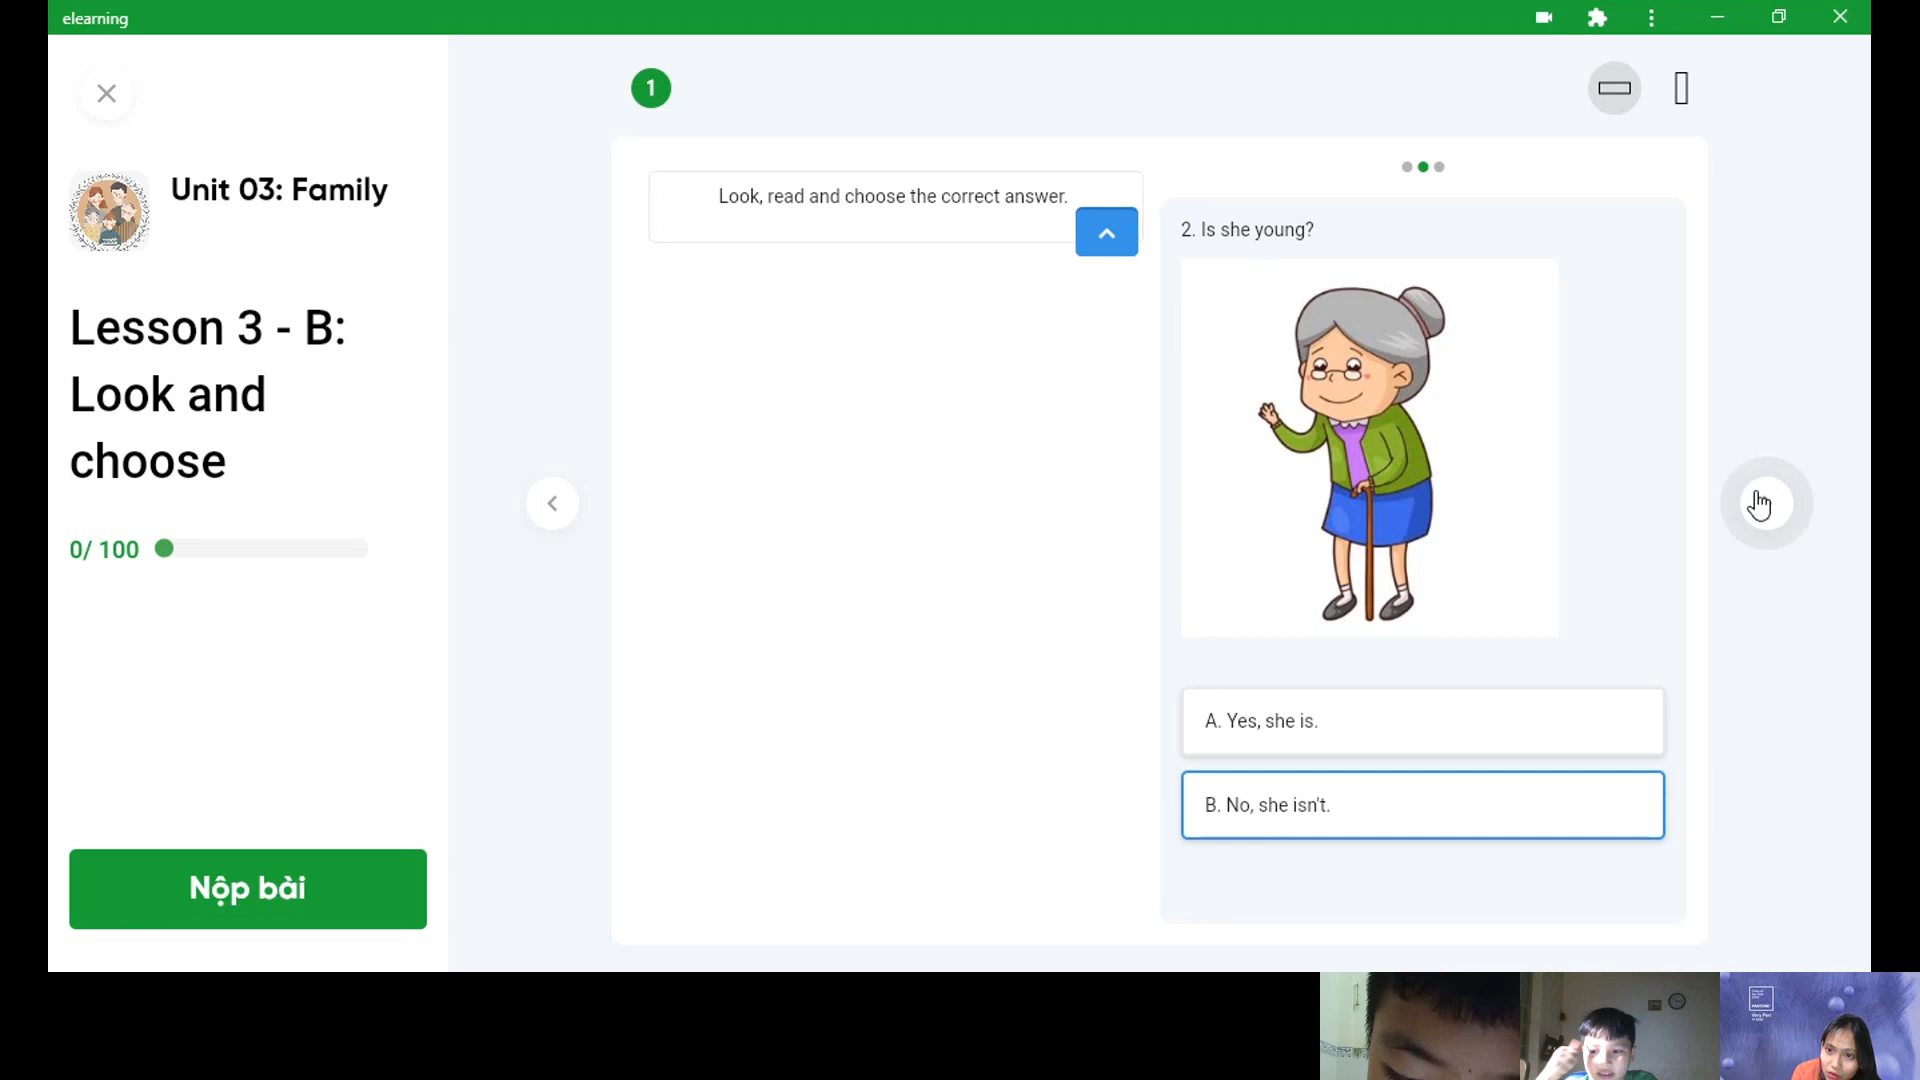 elearning
1
Unit 03: Family
Lesson 3 - B:
Look and
choose
0/ 100
Nộp bài
Look, read and choose the correct answer.
2. Is she young?
A. Yes, she is.
B. No, she isn't.